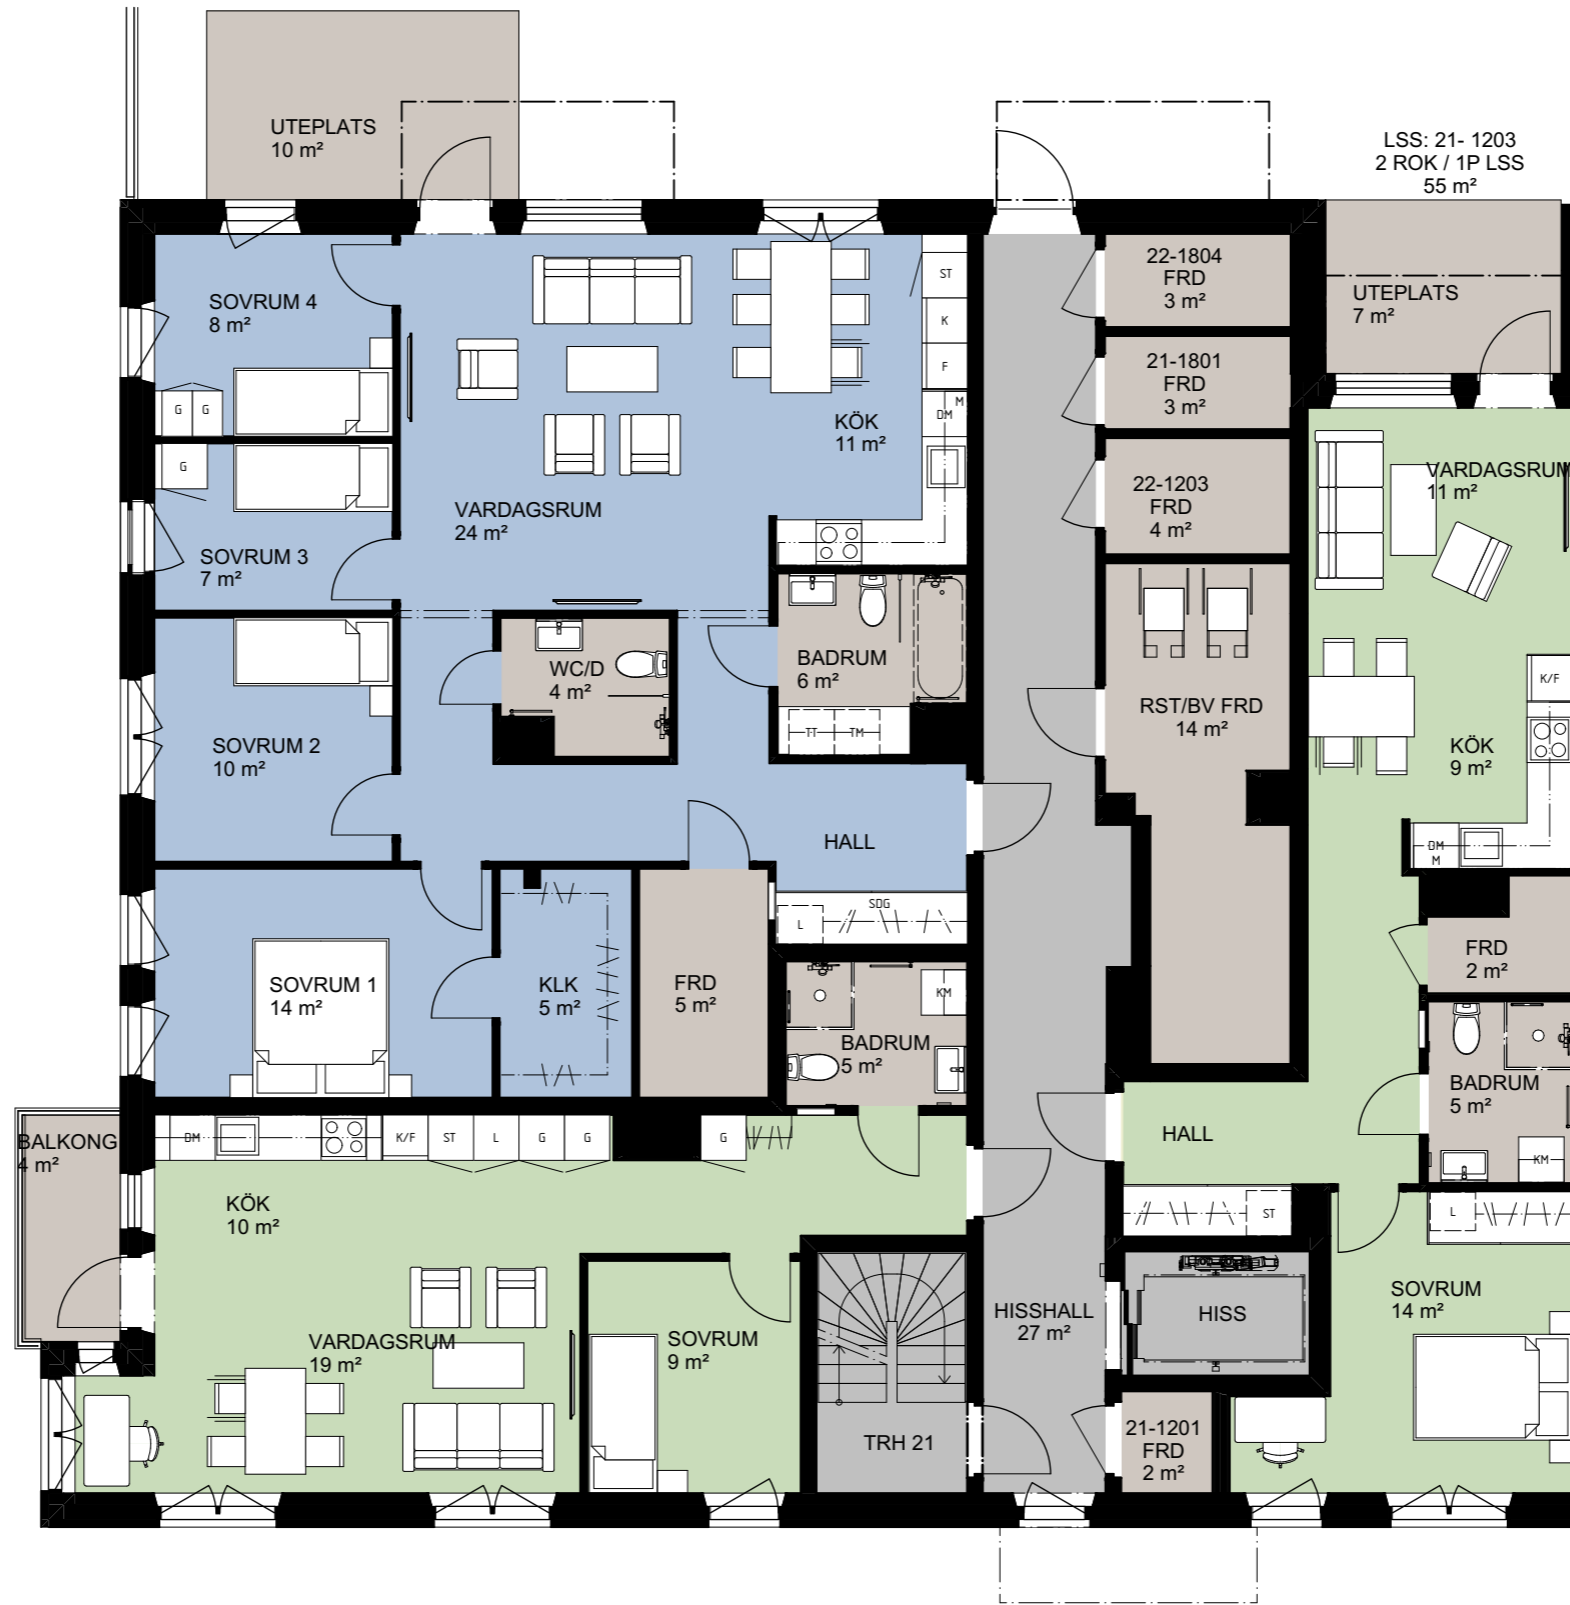 UTEPLATS
10 m²
LSS: 21- 1203
2 ROK / 1P LSS
55 m²
SOVRUM 4
8 m²
G
G
ST
K
F
M
DM
KÖK
11 m²
VARDAGSRUM
24 m²
22-1804
FRD
3 m²
21-1801
FRD
3 m²
22-1203
FRD
4 m²
UTEPLATS
7 m²
VARDAGSRUM
11 m²
G
SOVRUM 3
7 m²
WC/D
4 m²
BADRUM
6 m²
TT
TM
RST/BV FRD
14 m²
K/F
KÖK
9 m²
DM
M
SOVRUM 2
10 m²
HALL
SDG
L
FRD
2 m²
SOVRUM 1
14 m²
KLK
5 m²
FRD
5 m²
KM
BADRUM
5 m²
BADRUM
5 m²
KM
HALL
ST
L
BALKONG
4 m²
DM
K/F
ST
L
G
G
G
KÖK
10 m²
VARDAGSRUM
19 m²
SOVRUM
9 m²
HISSHALL
27 m²
HISS
SOVRUM
14 m²
TRH 21
21-1201
FRD
2 m²